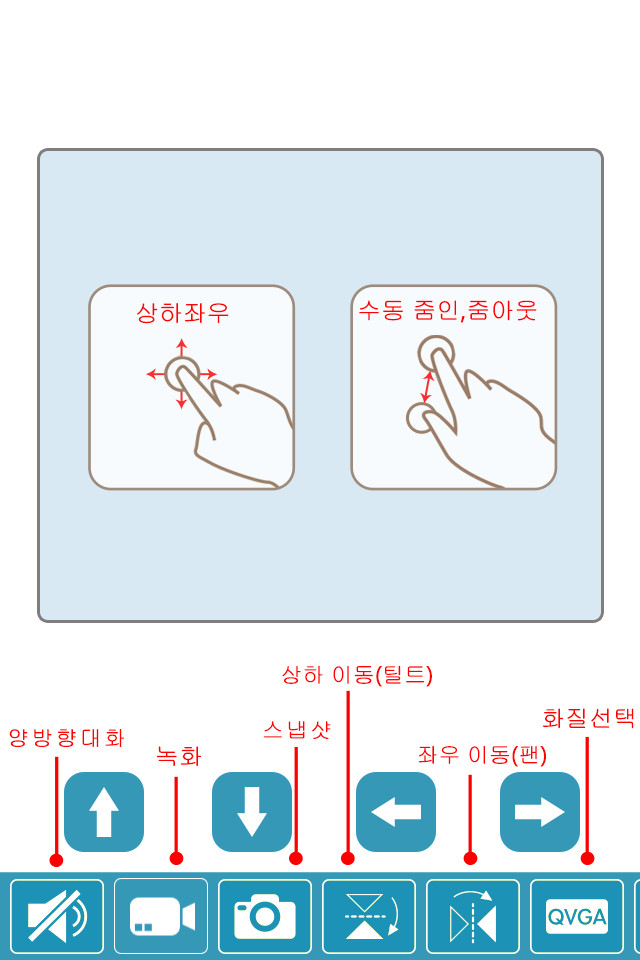 상하좌우
수동 줌인,줌아웃
상하 이동(틸트)
양방향대화
녹화
스냅샷
좌우 이동(팬)
화질선택
QVGA